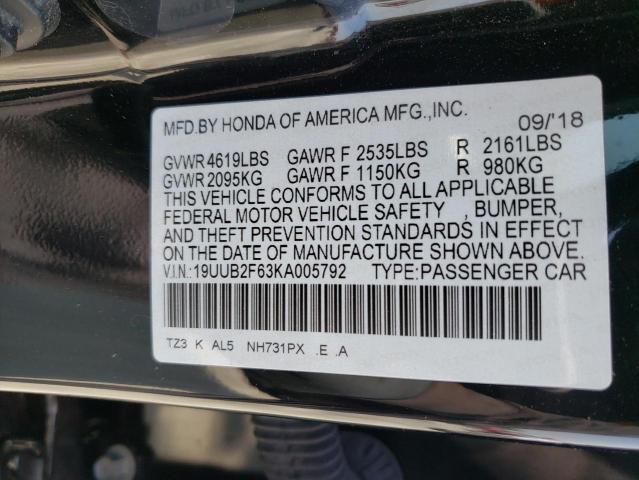 MFD.BY HONDA OF AMERICA MFG.,INC. 09/'18
GVWR 4619LBS GAWR F 2535LBS R 2161LBS
GVWR 2095KG GAWR F 1150KG R 980KG
THIS VEHICLE CONFORMS TO ALL APPLICABLE
FEDERAL MOTOR VEHICLE SAFETY , BUMPER,
AND THEFT PREVENTION STANDARDS IN EFFECT
ON THE DATE OF MANUFACTURE SHOWN ABOVE.
V.I.N.:19UUB2F63KA005792 TYPE:PASSENGER CAR
TZ3 K AL5 NH731PX .E .A